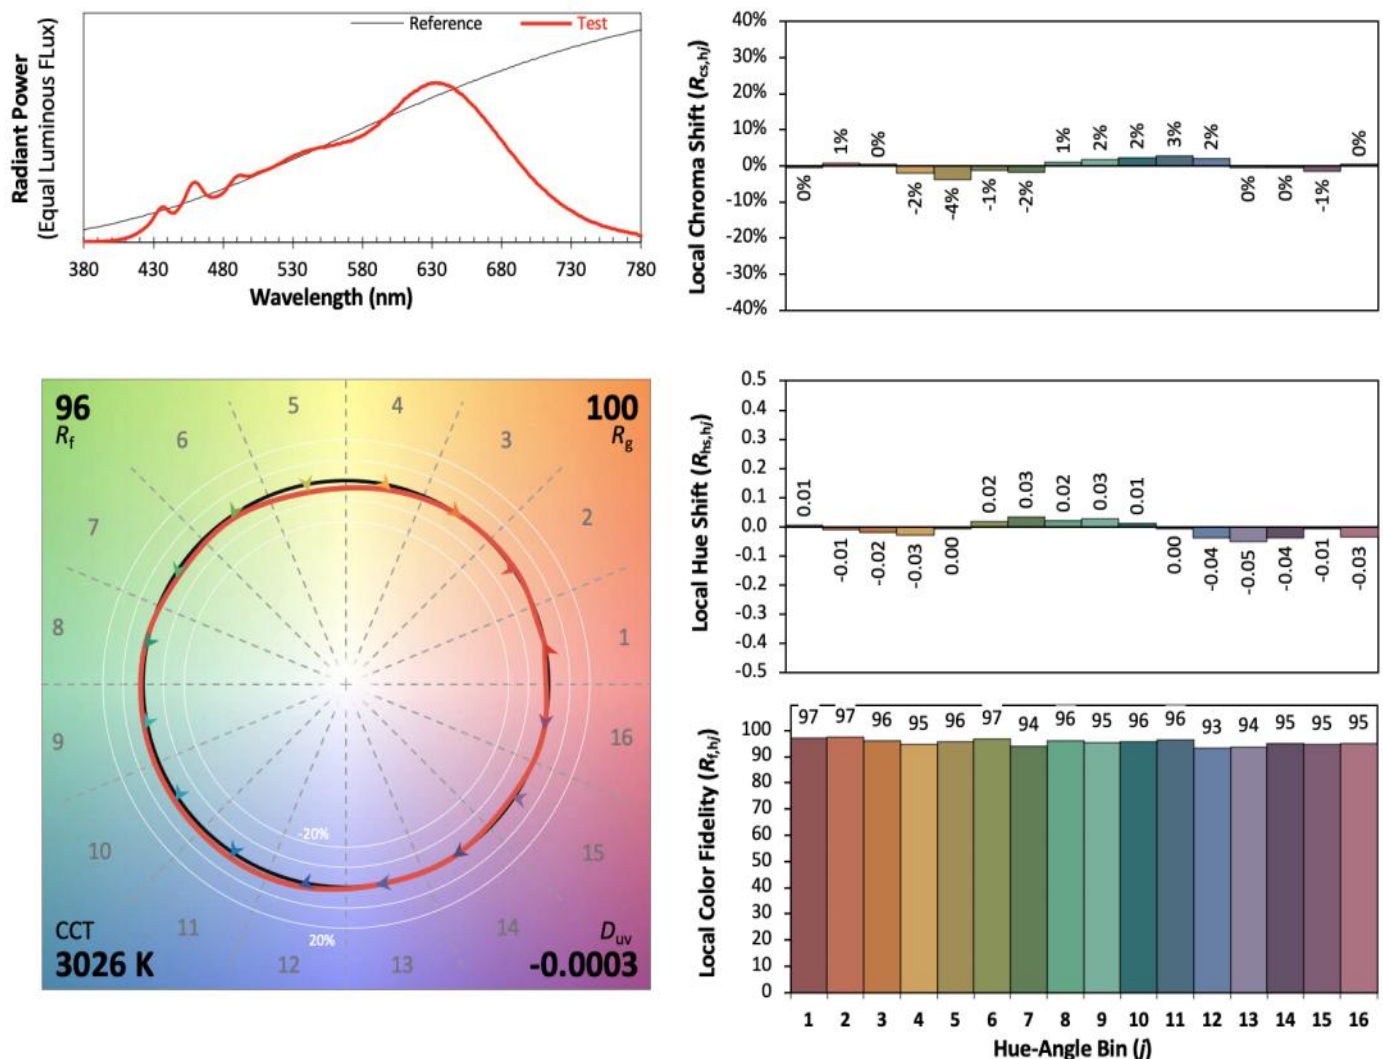 Radiant Power
(Equal Luminous FLux)
Reference
Test
380 430 480 530 580 630 680 730 780
Wavelength (nm)
Local Chroma Shift (Rcs,hj)
40%
30%
20%
10%
0%
-10%
-20%
-30%
-40%
0% 1% 0% -2% -4% -1% -2% 1% 2% 2% 3% 2% 0% 0% -1% 0%
96
Rf
100
Rg
5 4
6 3
7 2
8 1
9 16
10 15
11 14
12 13
-20%
20%
CCT
3026 K
Duv
-0.0003
Local Hue Shift (Rhs,hj)
0.5
0.4
0.3
0.2
0.1
0.0
-0.1
-0.2
-0.3
-0.4
-0.5
0.01 -0.01 -0.02 -0.03 0.00 0.02 0.03 0.02 0.03 0.01 0.00 -0.04 -0.05 -0.04 -0.01 -0.03
Local Color Fidelity (Rf,hj)
97 97 96 95 96 97 94 96 95 96 96 93 94 95 95 95
100
90
80
70
60
50
40
30
20
10
0
1 2 3 4 5 6 7 8 9 10 11 12 13 14 15 16
Hue-Angle Bin (j)